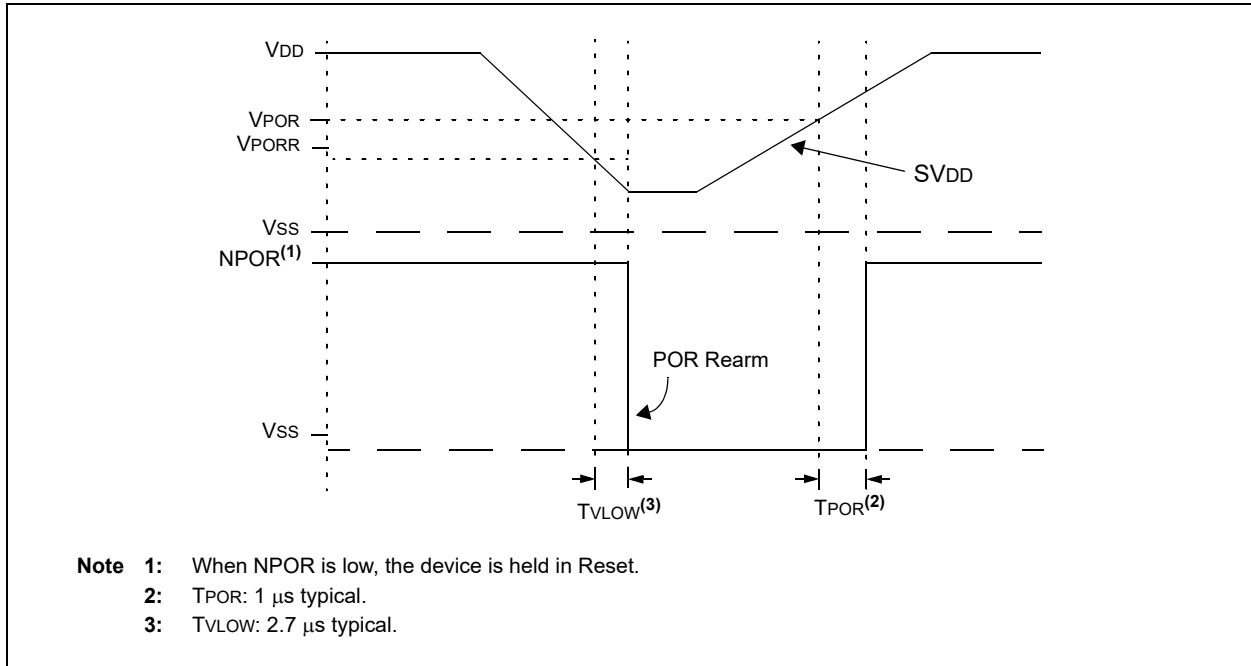 VDD
VPOR
VPORR
SVDD
VSS
NPOR(1)
POR Rearm
VSS
TVLOW(3)
TPOR(2)
Note 1: When NPOR is low, the device is held in Reset.
2: TPOR: 1 μs typical.
3: TVLOW: 2.7 μs typical.